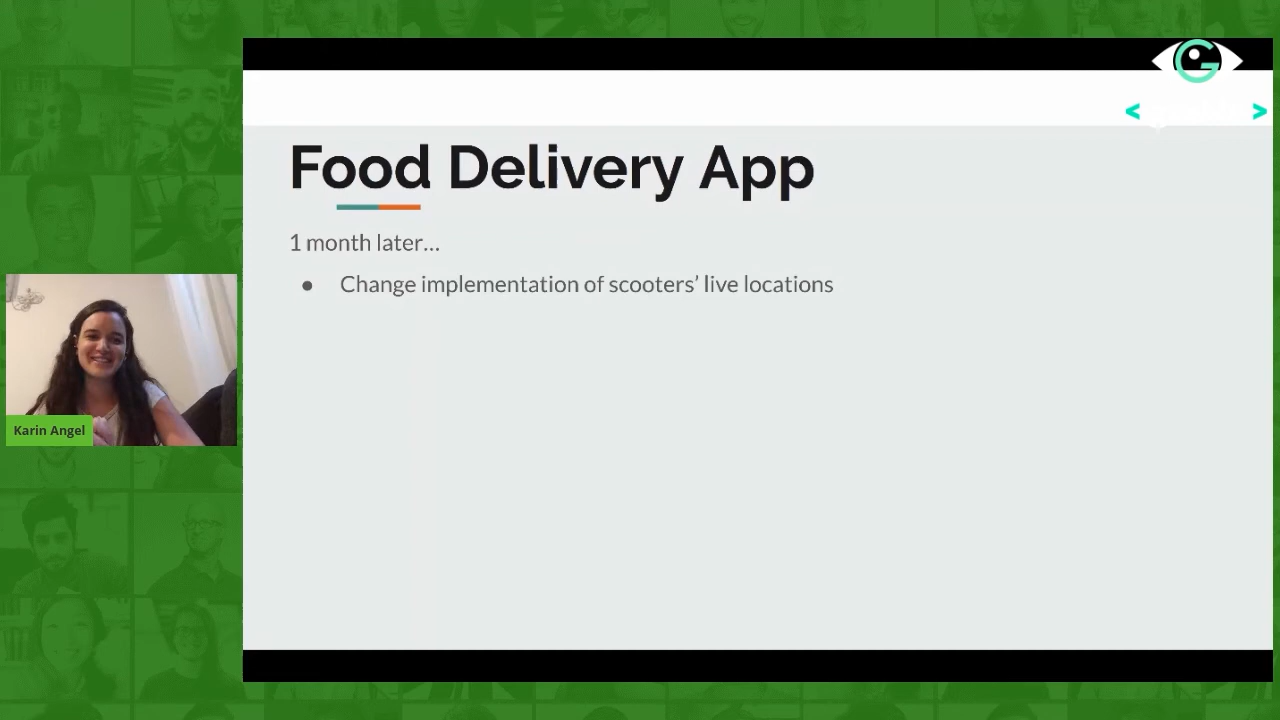 Food Delivery App
1 month later...
● Change implementation of scooters’ live locations
Karin Angel